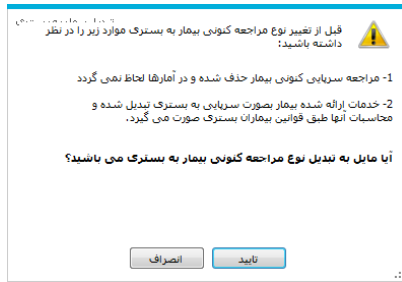 قبل از تغییر نوع مراجعه کنونی بیمار به بستری موارد زیر را در نظر
داشته باشید:
1- مراجعه سرپایی کنونی بیمار حذف شده و در آمارها لحاظ نمی گردد
2- خدمات ارائه شده بیمار بصورت سرپایی به بستری تبدیل شده و
محاسبات آنها طبق قوانین بیماران بستری صورت می گیرد.
آیا مایل به تبدیل نوع مراجعه کنونی بیمار به بستری می باشید؟
تایید
انصراف